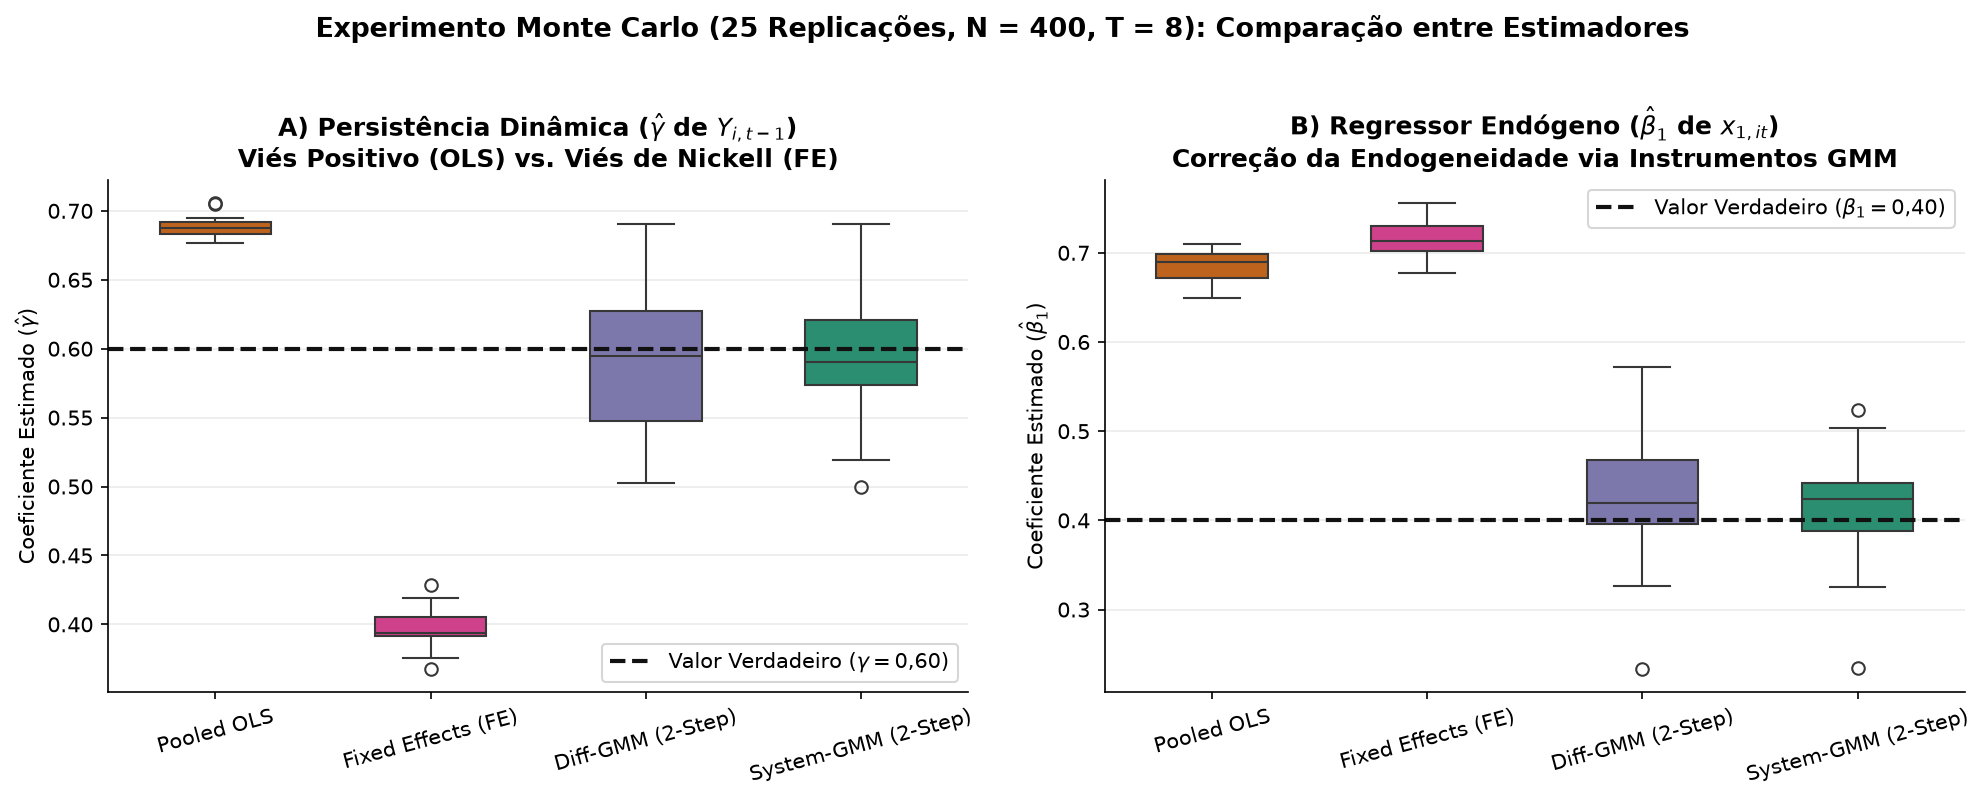 Experimento Monte Carlo (25 Replicações, N = 400, T = 8): Comparação entre Estimadores
A) Persistência Dinâmica (γ̂ de Y_{i,t−1})
Viés Positivo (OLS) vs. Viés de Nickell (FE)
Coeficiente Estimado (γ̂)
0.70
0.65
0.60
0.55
0.50
0.45
0.40
Valor Verdadeiro (γ = 0,60)
Pooled OLS
Fixed Effects (FE)
Diff-GMM (2-Step)
System-GMM (2-Step)
B) Regressor Endógeno (β̂₁ de x_{1,it})
Correção da Endogeneidade via Instrumentos GMM
Coeficiente Estimado (β̂₁)
0.7
0.6
0.5
0.4
0.3
Valor Verdadeiro (β₁ = 0,40)
Pooled OLS
Fixed Effects (FE)
Diff-GMM (2-Step)
System-GMM (2-Step)